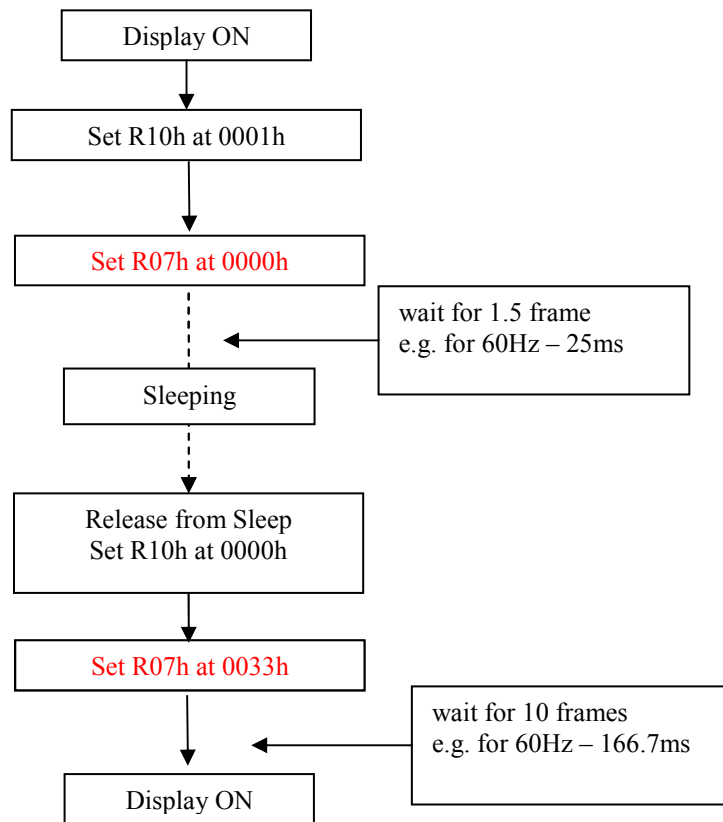 Display ON
Set R10h at 0001h
Set R07h at 0000h
wait for 1.5 frame
e.g. for 60Hz – 25ms
Sleeping
Release from Sleep
Set R10h at 0000h
Set R07h at 0033h
wait for 10 frames
e.g. for 60Hz – 166.7ms
Display ON